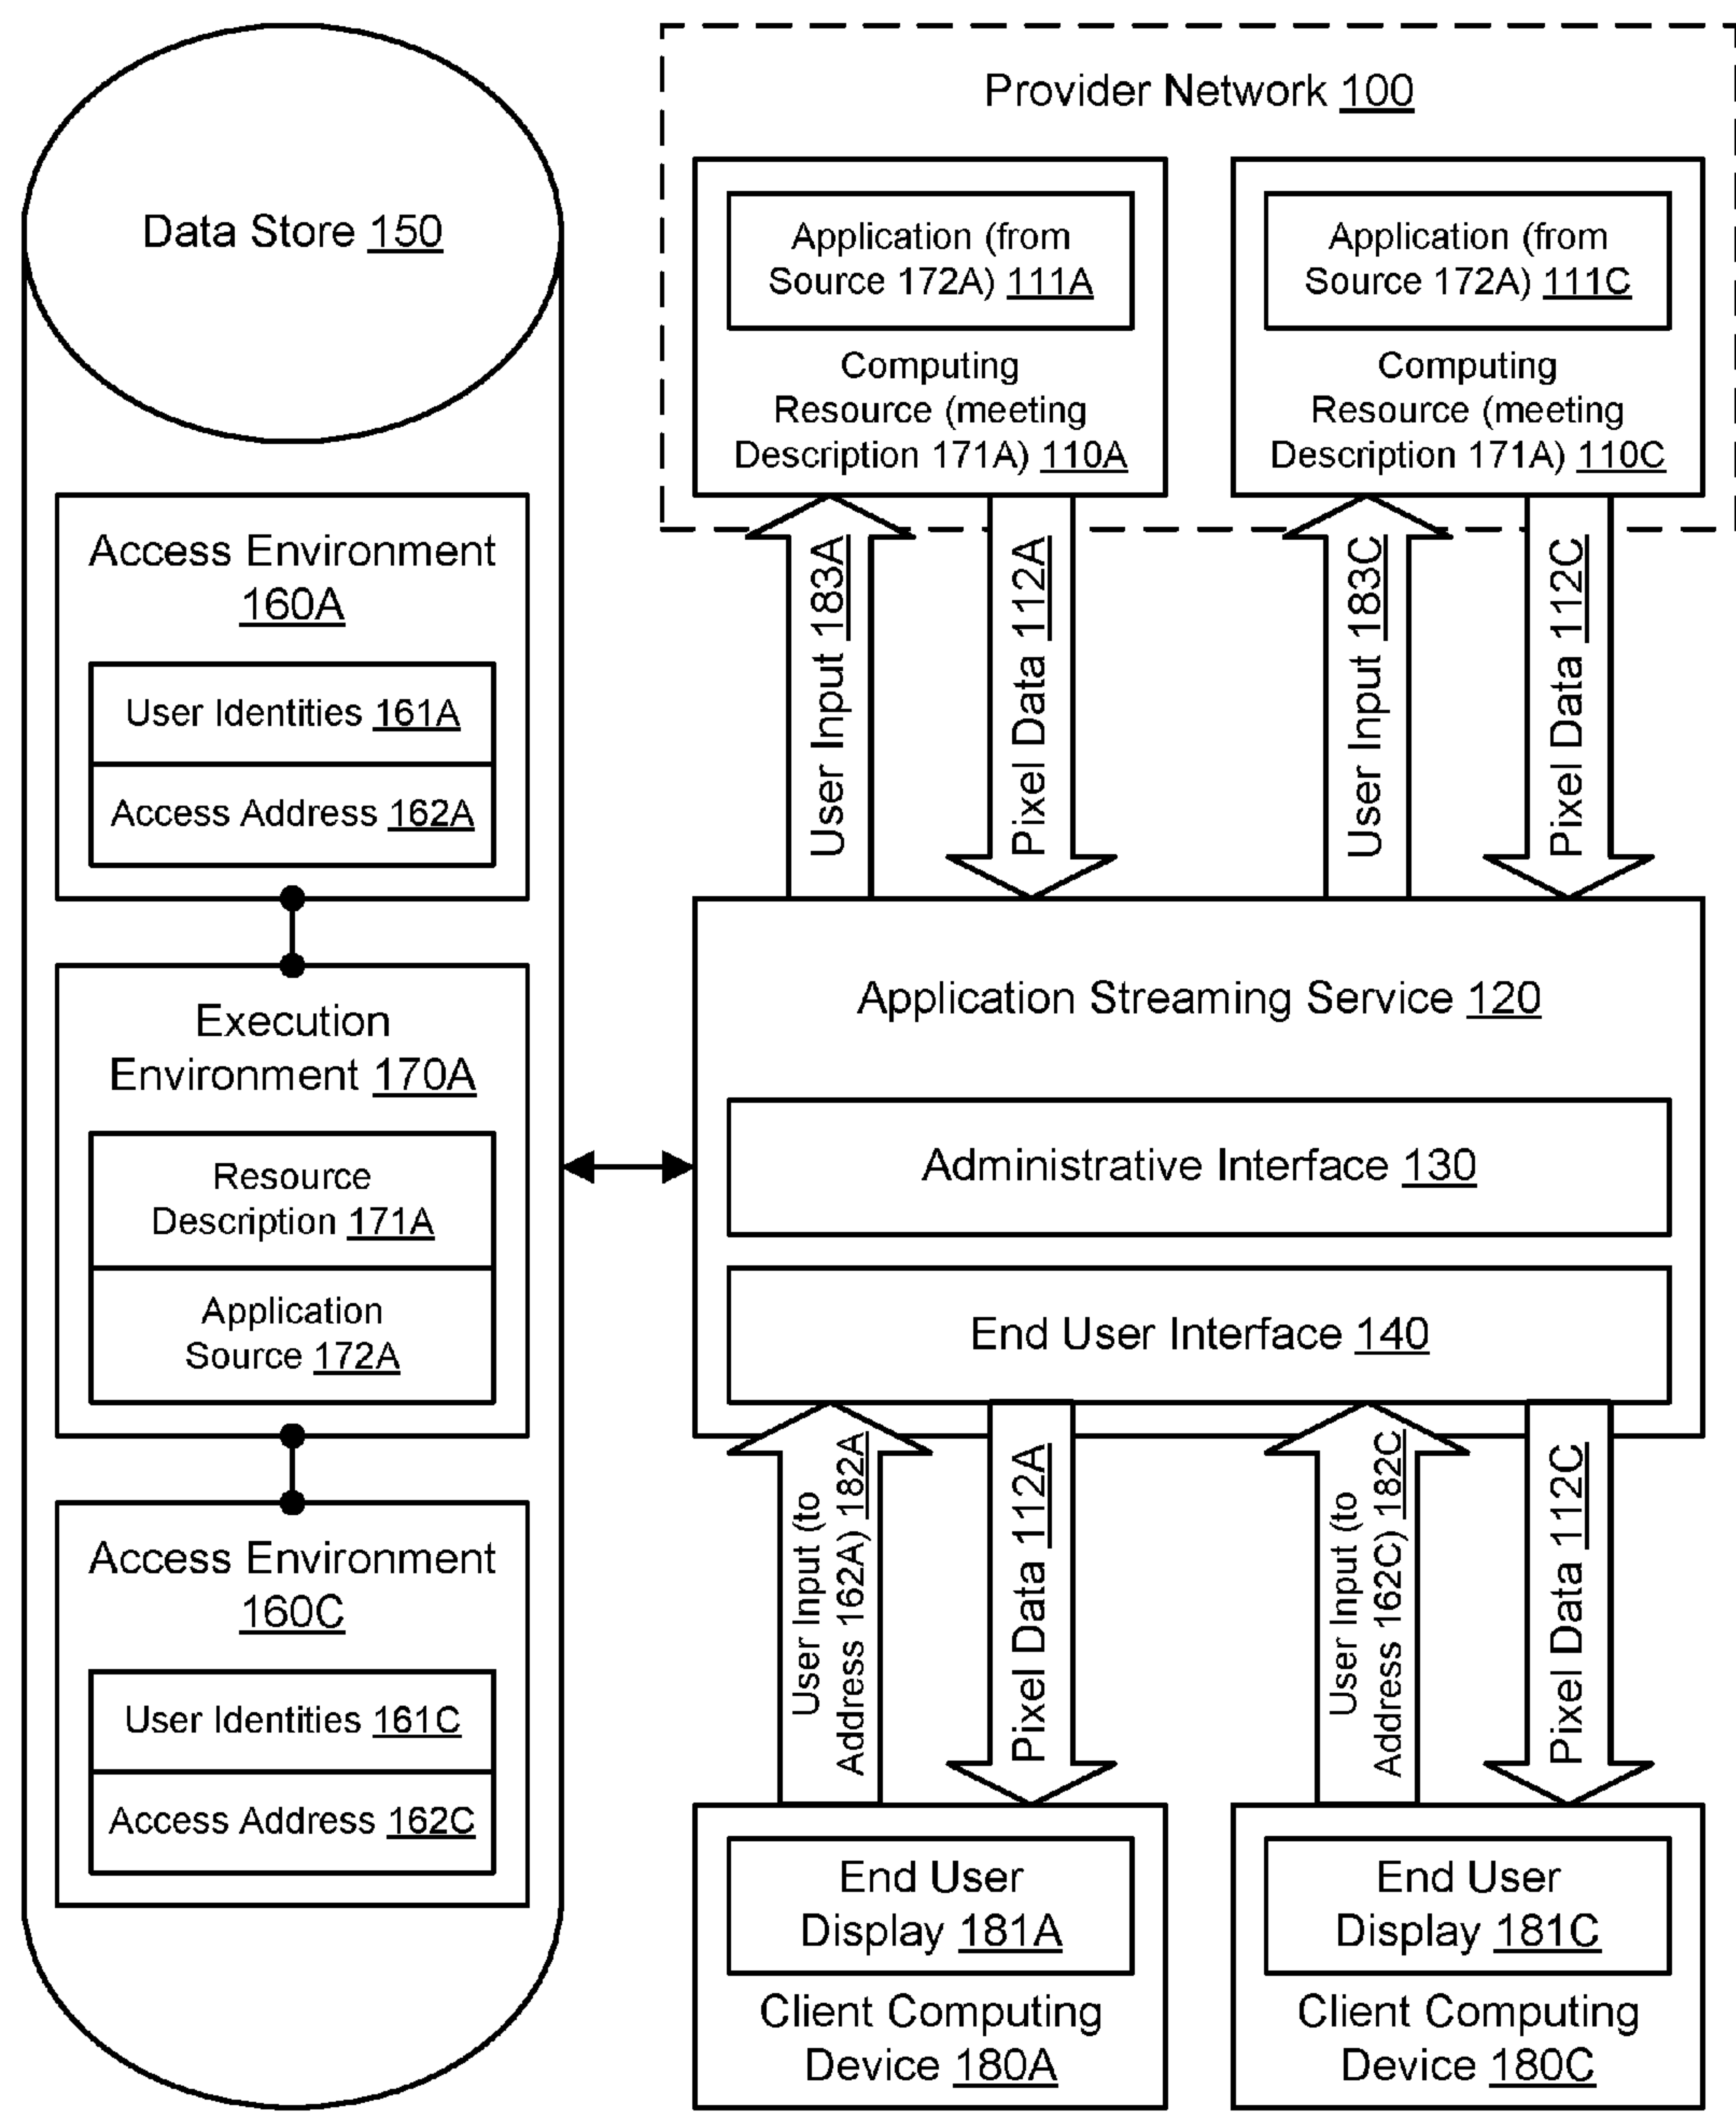 Data Store 150
Access Environment
160A
User Identities 161A
Access Address 162A
Execution
Environment 170A
Resource
Description 171A
Application
Source 172A
Access Environment
160C
User Identities 161C
Access Address 162C
Provider Network 100
Application (from
Source 172A) 111A
Computing
Resource (meeting
Description 171A) 110A
Application (from
Source 172A) 111C
Computing
Resource (meeting
Description 171A) 110C
User Input 183A
Pixel Data 112A
User Input 183C
Pixel Data 112C
Application Streaming Service 120
Administrative Interface 130
End User Interface 140
User Input (to
Address 162A) 182A
Pixel Data 112A
User Input (to
Address 162C) 182C
Pixel Data 112C
End User
Display 181A
Client Computing
Device 180A
End User
Display 181C
Client Computing
Device 180C